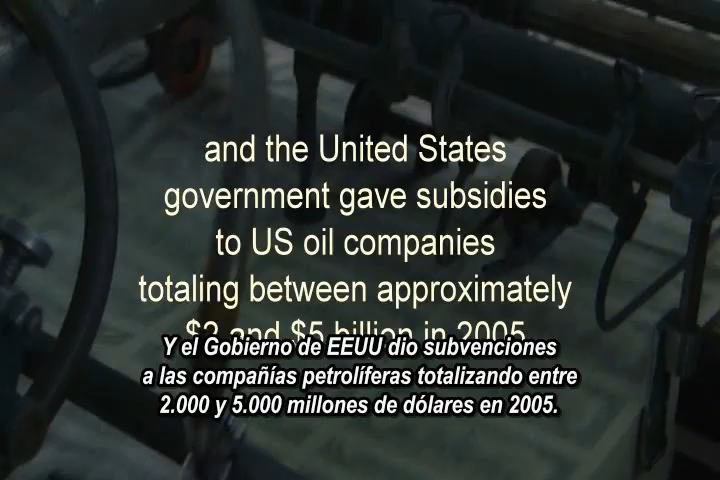 and the United States
government gave subsidies
to US oil companies
totaling between approximately
$2 and $5 billion in 2005
Y el Gobierno de EEUU dio subvenciones
a las compañías petrolíferas totalizando entre
2.000 y 5.000 millones de dólares en 2005.